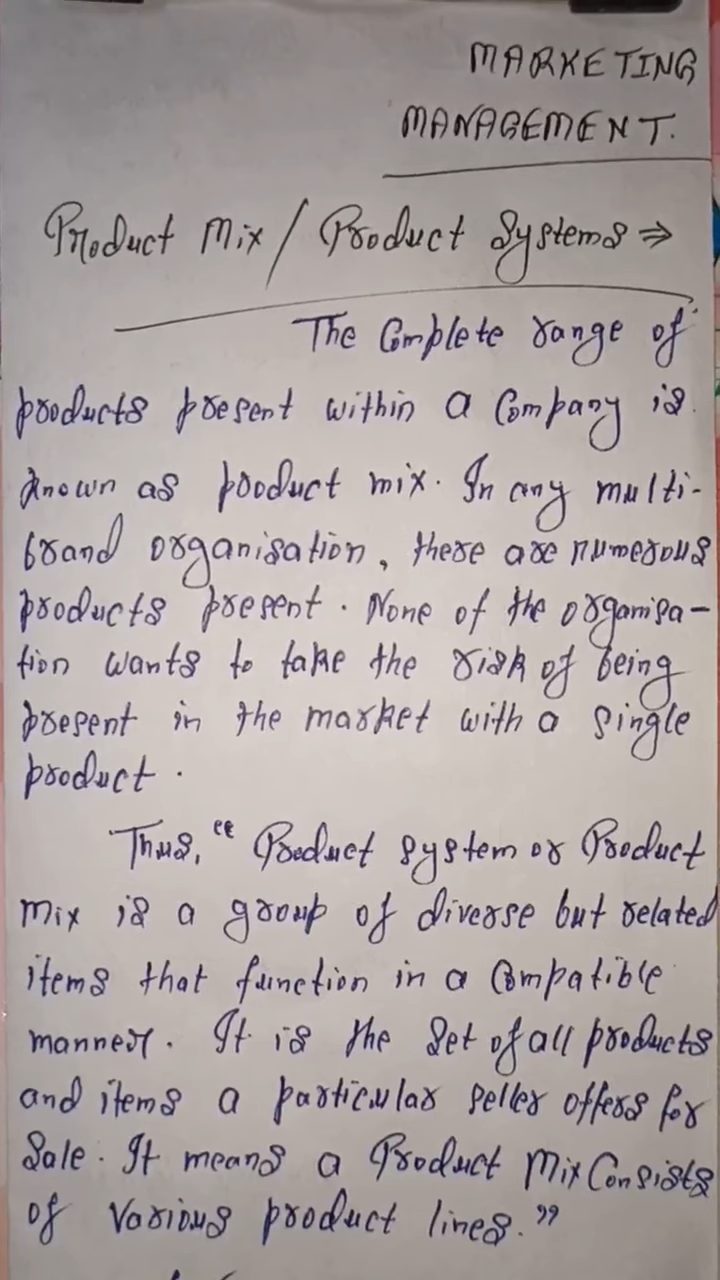 MARKETING
MANAGEMENT.
Product Mix / Product Systems ⇒
The Complete range of
products present within a Company is
known as product mix. In any multi-
brand organisation, there are numerous
products present. None of the organisa-
tion wants to take the risk of being
present in the market with a single
product.
Thus, “ Product system or Product
Mix is a group of diverse but related
items that function in a Compatible
manner. It is the Set of all products
and items a particular seller offers for
Sale. It means a Product Mix Consists
of Various product lines.”